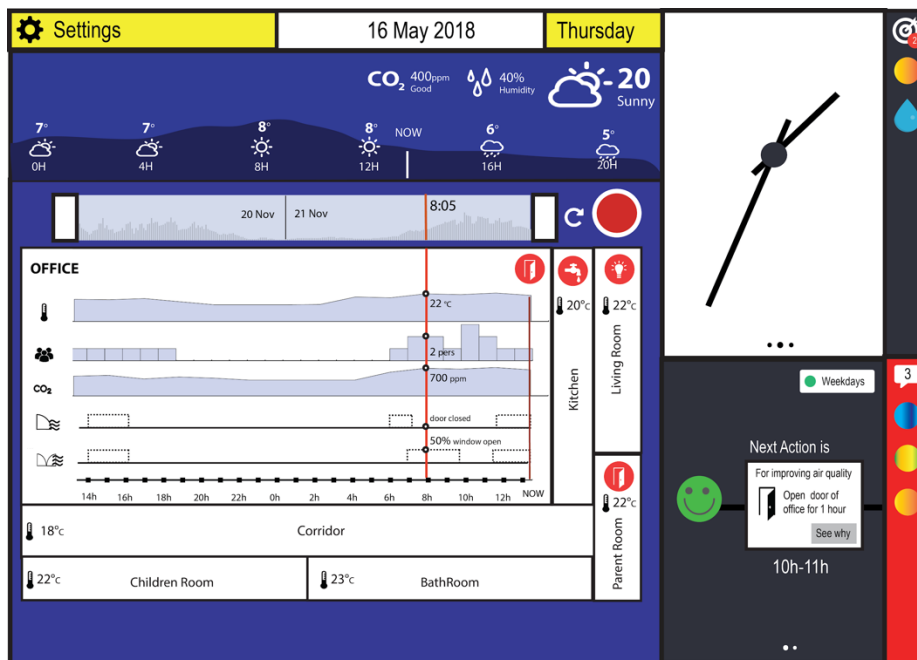 Settings
16 May 2018
Thursday
2
CO2 400ppm Good
40% Humidity
-20
Sunny
7° 7° 8° 8° NOW 6° 5°
0H 4H 8H 12H 16H 20H
20 Nov 21 Nov 8:05
OFFICE
22 °C
2 pers
CO2
700 ppm
door closed
50% window open
14h 16h 18h 20h 22h 0h 2h 4h 6h 8h 10h 12h NOW
20°c
Kitchen
22°c
Living Room
22°c
Parent Room
18°c
Corridor
22°c
Children Room
23°c
BathRoom
3
Weekdays
Next Action is
For improving air quality
Open door of
office for 1 hour
See why
10h-11h